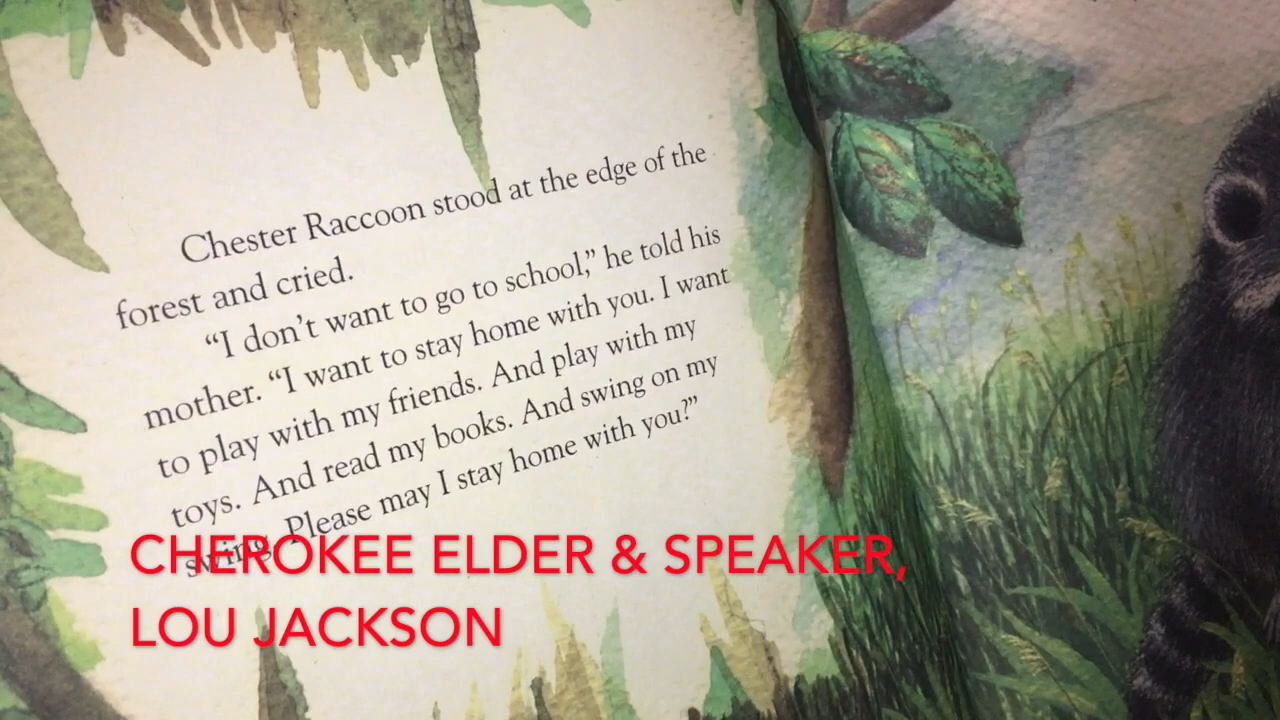 Chester Raccoon stood at the edge of the
forest and cried.
“I don’t want to go to school,” he told his
mother. “I want to stay home with you. I want
to play with my friends. And play with my
toys. And read my books. And swing on my
swing. Please may I stay home with you?”
CHEROKEE ELDER & SPEAKER,
LOU JACKSON